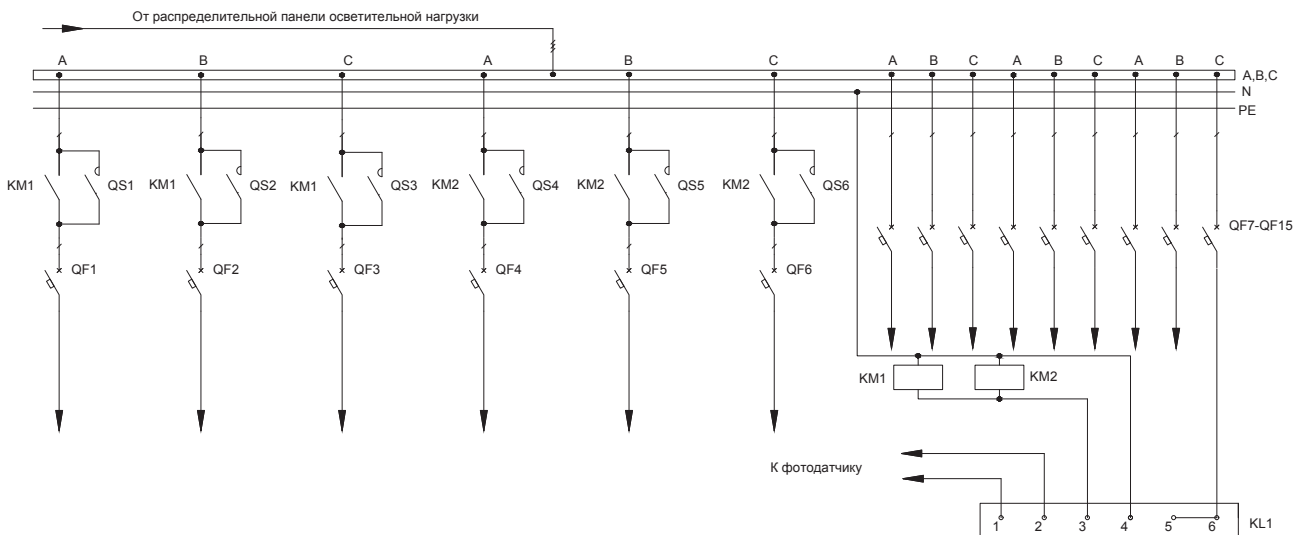 От распределительной панели осветительной нагрузки
A B C A B C A B C A B C A B C
A,B,C
N
PE
KM1 QS1 KM1 QS2 KM1 QS3 KM2 QS4 KM2 QS5 KM2 QS6
QF7-QF15
QF1 QF2 QF3 QF4 QF5 QF6
KM1 KM2
К фотодатчику
1 2 3 4 5 6 KL1